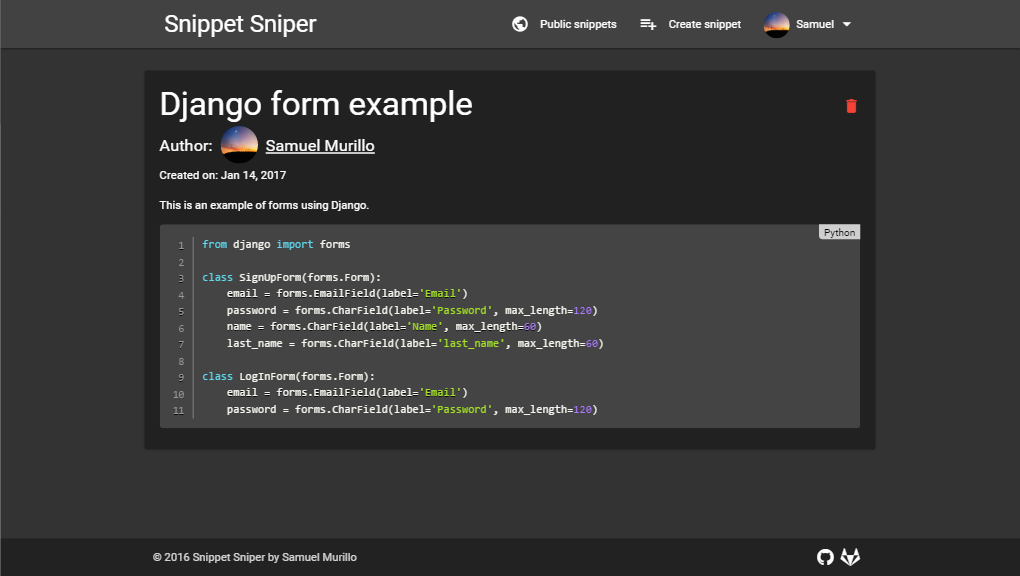 Snippet Sniper
Public snippets
Create snippet
Samuel
Django form example
Author: Samuel Murillo
Created on: Jan 14, 2017
This is an example of forms using Django.
Python
1 from django import forms
2
3 class SignUpForm(forms.Form):
4     email = forms.EmailField(label='Email')
5     password = forms.CharField(label='Password', max_length=120)
6     name = forms.CharField(label='Name', max_length=60)
7     last_name = forms.CharField(label='last_name', max_length=60)
8
9 class LogInForm(forms.Form):
10     email = forms.EmailField(label='Email')
11     password = forms.CharField(label='Password', max_length=120)
© 2016 Snippet Sniper by Samuel Murillo